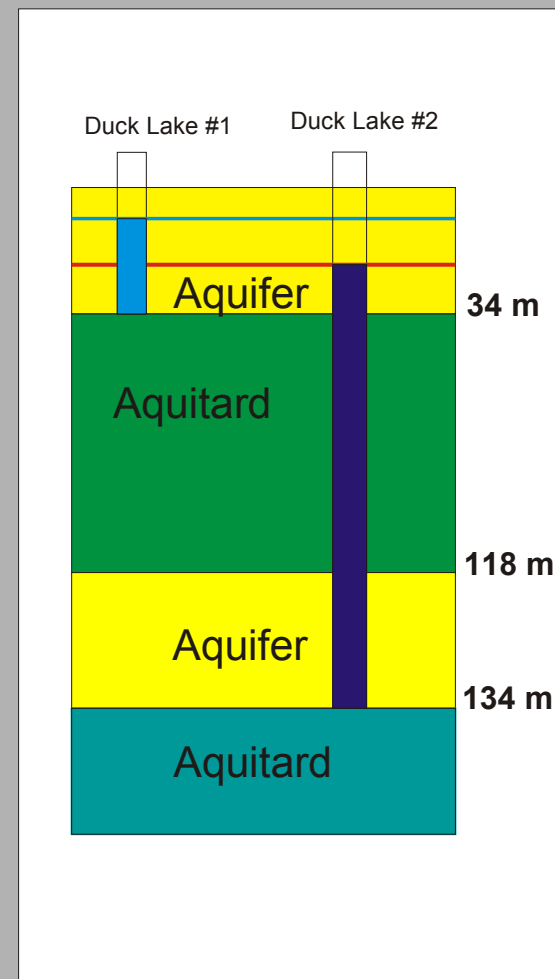 Duck Lake #1
Duck Lake #2
Aquifer
34 m
Aquitard
118 m
Aquifer
134 m
Aquitard